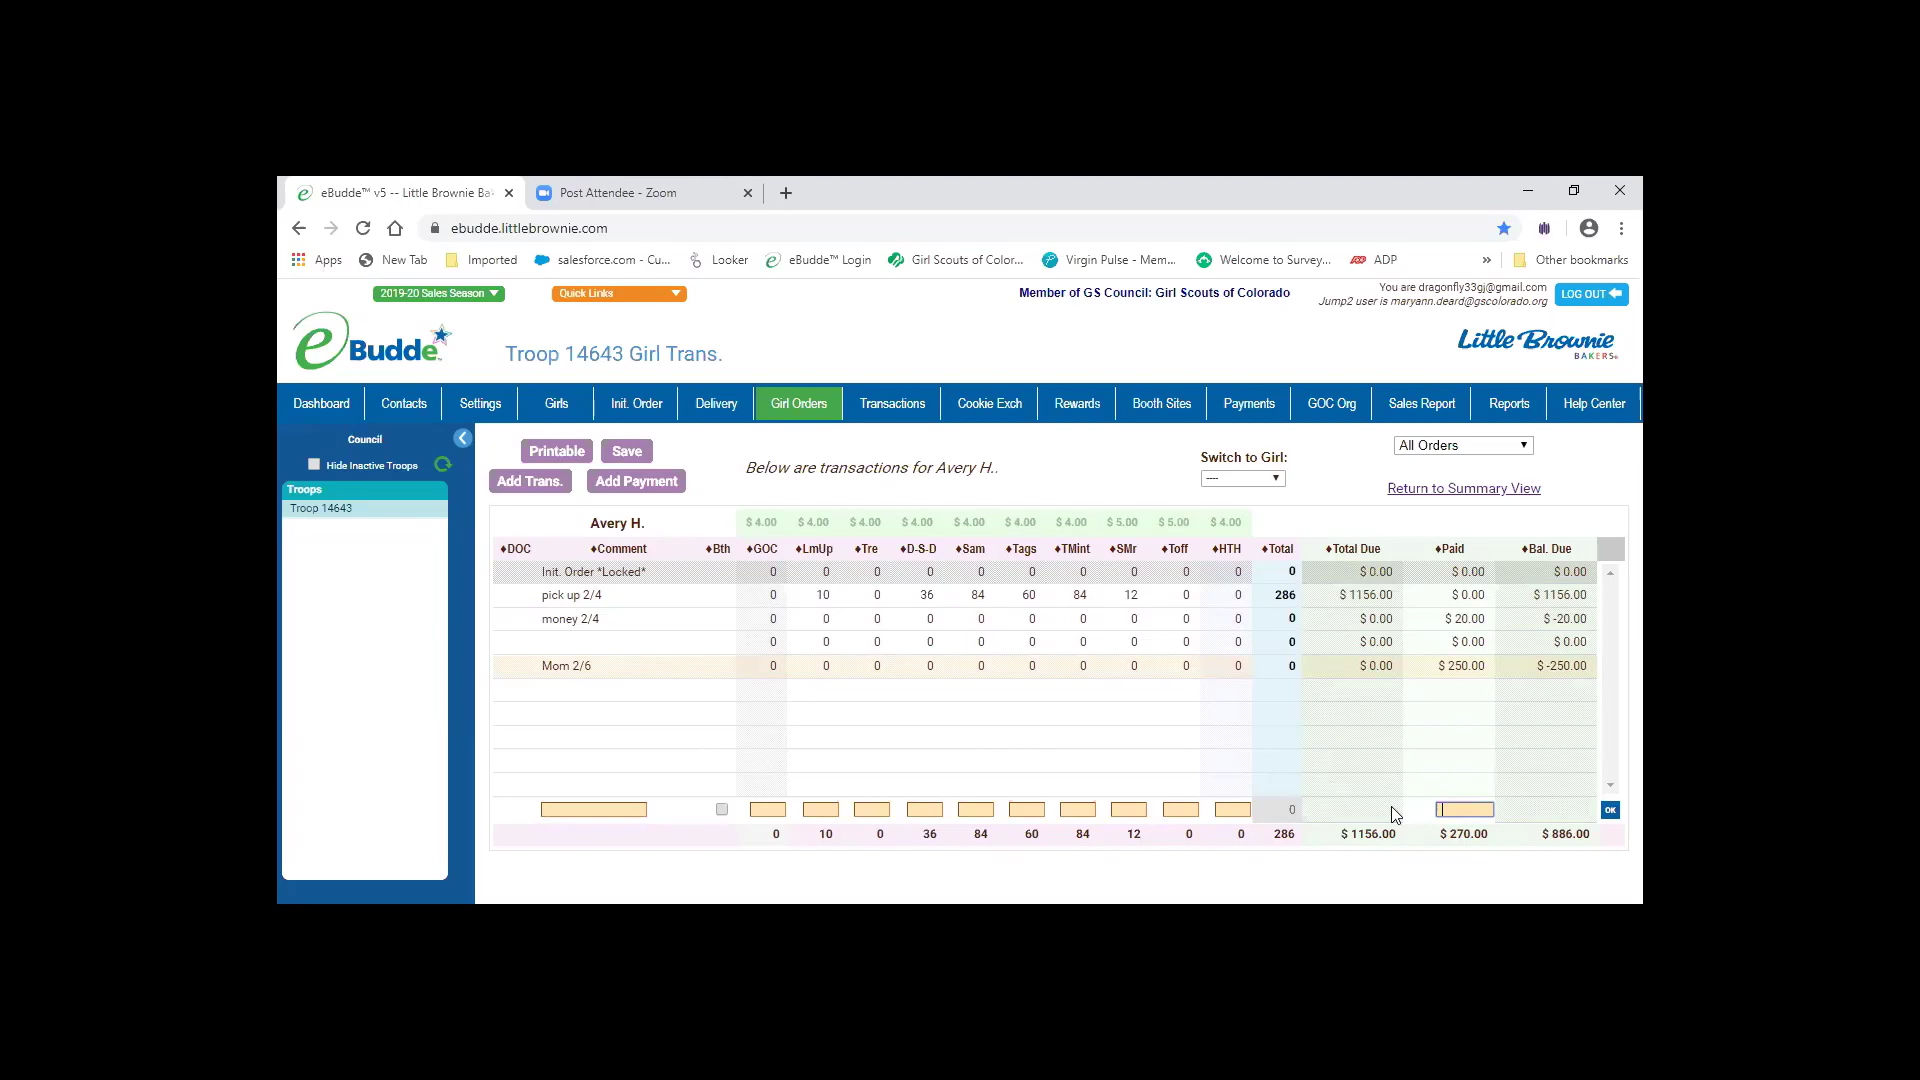 eBudde™ v5 -- Little Brownie Ba
Post Attendee - Zoom
ebudde.littlebrownie.com
Apps New Tab Imported salesforce.com - Cu... Looker eBudde™ Login Girl Scouts of Color... Virgin Pulse - Mem... Welcome to Survey... ADP » Other bookmarks
2019-20 Sales Season Quick Links Member of GS Council: Girl Scouts of Colorado You are dragonfly33gj@gmail.com LOG OUT
Jump2 user is maryann.deard@gscolorado.org
eBudde™ Troop 14643 Girl Trans. Little Brownie
BAKERS®
Dashboard Contacts Settings Girls Init. Order Delivery Girl Orders Transactions Cookie Exch Rewards Booth Sites Payments GOC Org Sales Report Reports Help Center
Council
Hide Inactive Troops
Troops
Troop 14643
Printable Save
Add Trans. Add Payment
Below are transactions for Avery H..
Switch to Girl:
----
All Orders
Return to Summary View
Avery H. $ 4.00 $ 4.00 $ 4.00 $ 4.00 $ 4.00 $ 4.00 $ 4.00 $ 5.00 $ 5.00 $ 4.00
♦DOC ♦Comment ♦Bth ♦GOC ♦LmUp ♦Tre ♦D-S-D ♦Sam ♦Tags ♦TMint ♦SMr ♦Toff ♦HTH ♦Total ♦Total Due ♦Paid ♦Bal. Due
Init. Order *Locked* 0 0 0 0 0 0 0 0 0 0 0 $ 0.00 $ 0.00 $ 0.00
pick up 2/4 0 10 0 36 84 60 84 12 0 0 286 $ 1156.00 $ 0.00 $ 1156.00
money 2/4 0 0 0 0 0 0 0 0 0 0 0 $ 0.00 $ 20.00 $ -20.00
0 0 0 0 0 0 0 0 0 0 0 $ 0.00 $ 0.00 $ 0.00
Mom 2/6 0 0 0 0 0 0 0 0 0 0 0 $ 0.00 $ 250.00 $ -250.00
0 OK
0 10 0 36 84 60 84 12 0 0 286 $ 1156.00 $ 270.00 $ 886.00